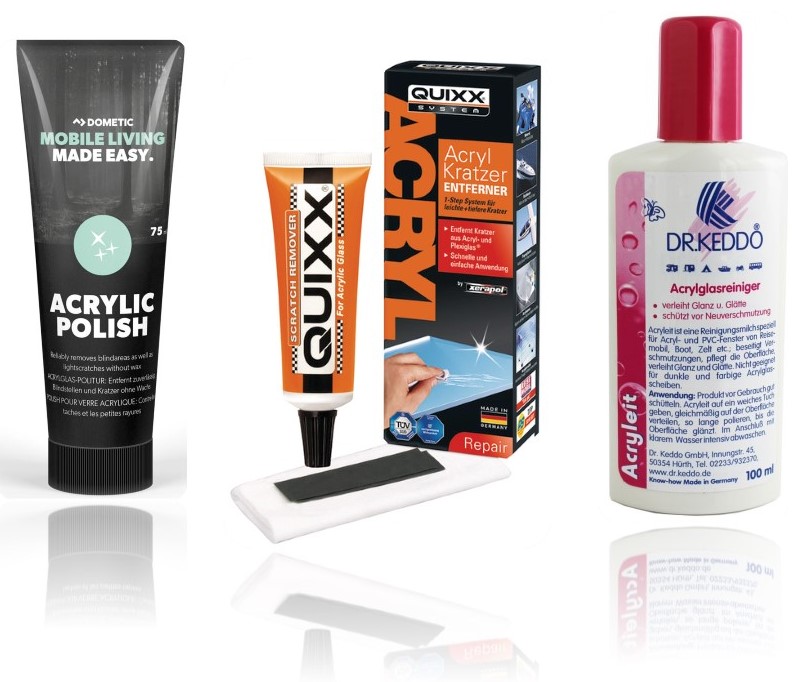 DOMETIC
MOBILE LIVING
MADE EASY.
75
ACRYLIC
POLISH
Reliably removes blindareas as well as
lightscratches without wax
ACRYLGLAS-POLITUR: Entfernt zuverlässig
Blindstellen und Kratzer ohne Wachs
POLISH POUR VERRE ACRYLIQUE:
taches et les petites rayures
SCRATCH REMOVER
QUIXX®
For Acrylic Glass
QUIXX®
SYSTEM
ACRYL
Acryl
Kratzer
ENTFERNER
1-Step System für
leichte + tiefere Kratzer
Entfernt Kratzer
aus Acryl- und
Plexiglas®
Schnelle und
einfache Anwendung
by xerapol
TÜV
MADE IN
GERMANY
Repair
DR.KEDDO®
Acrylglasreiniger
• verleiht Glanz u. Glätte
• schützt vor Neuverschmutzung
Acryleit ist eine Reinigungsmilch speziell
für Acryl- und PVC-Fenster von Reise-
mobil, Boot, Zelt etc., beseitigt Ver-
schmutzungen, pflegt die Oberfläche,
verleiht Glanz und Glätte. Nicht geeignet
für dunkle und farbige Acrylglas-
scheiben.
Anwendung: Produkt vor Gebrauch gut
schütteln. Acryleit auf ein weiches Tuch
geben, gleichmäßig auf der Oberfläche
verteilen, so lange polieren, bis die
Oberfläche glänzt. Im Anschluß mit
klarem Wasser intensiv abwaschen.
Dr. Keddo GmbH, Innungstr. 45,
50354 Hürth, Tel. 02233/932370,
www.dr.keddo.de
Know-how Made in Germany
100 ml
Acryleit